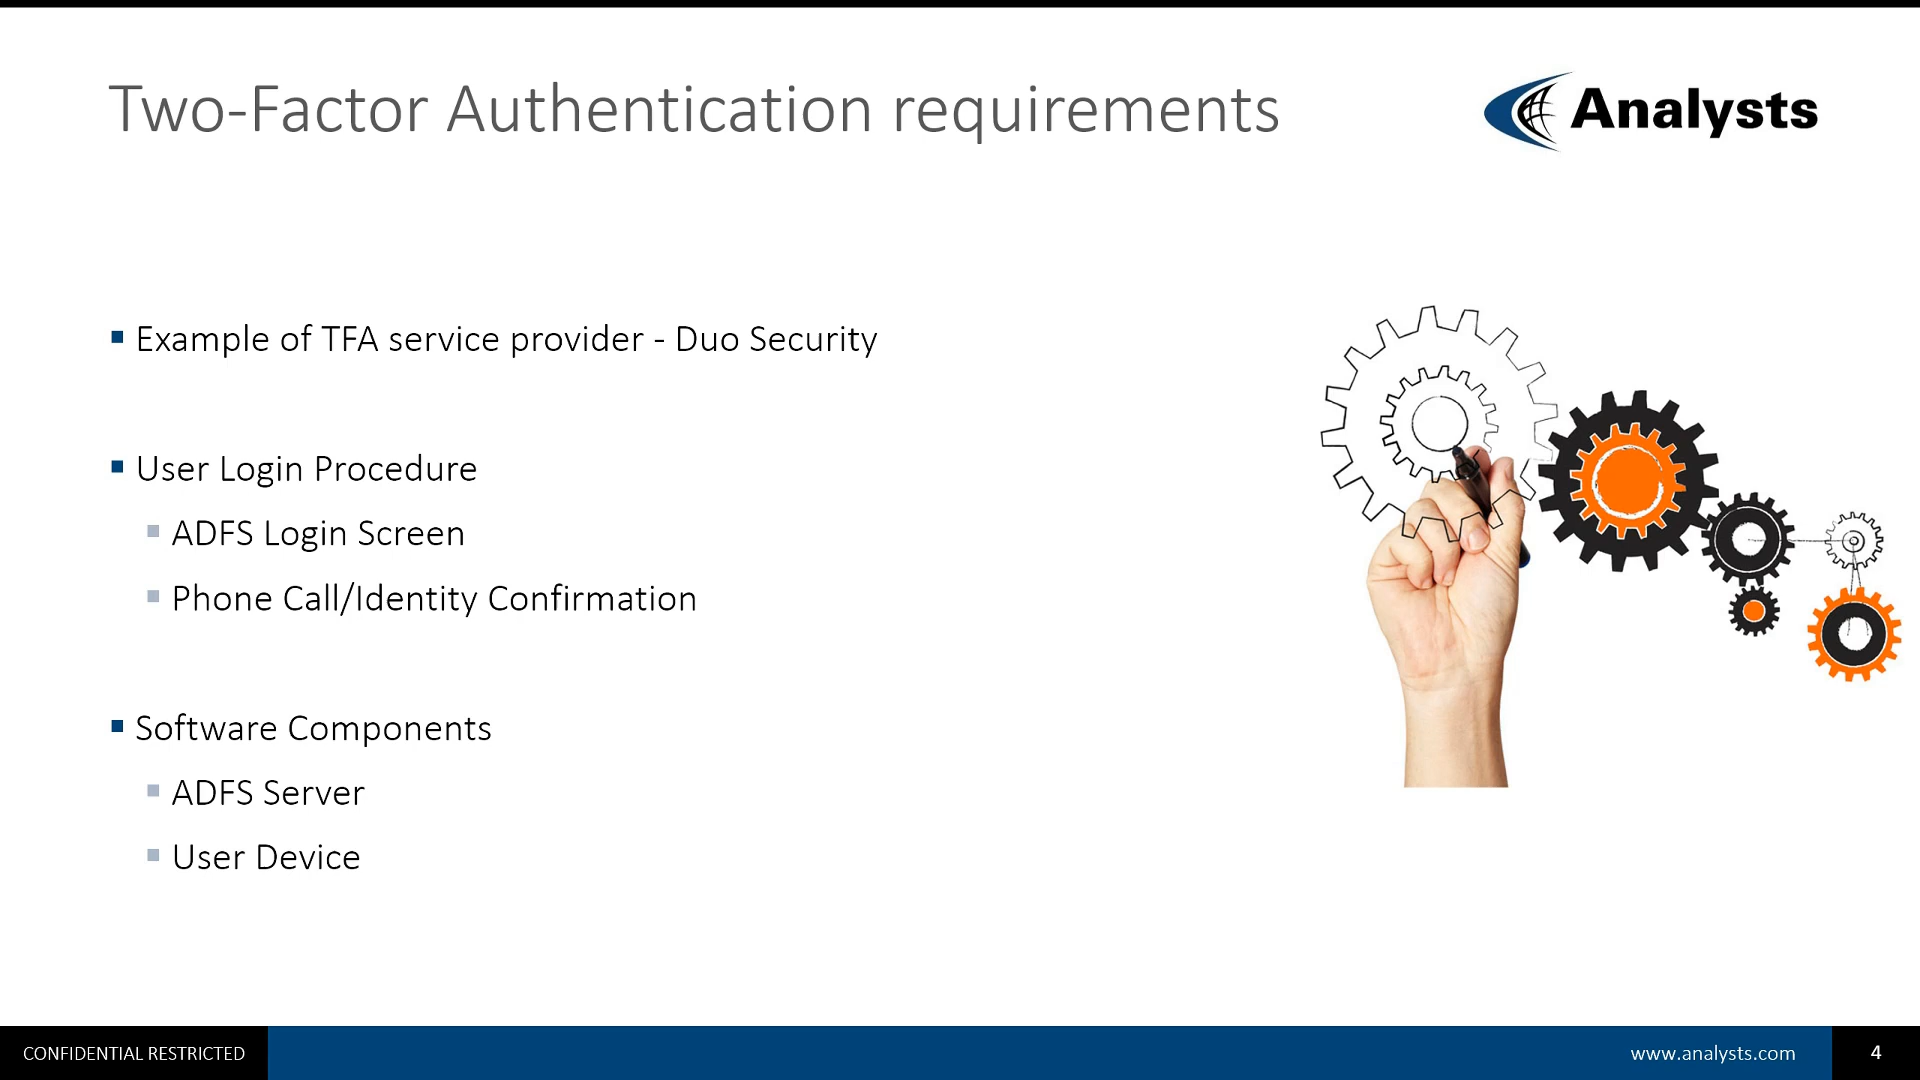 Two-Factor Authentication requirements
Analysts
Example of TFA service provider - Duo Security
User Login Procedure
ADFS Login Screen
Phone Call/Identity Confirmation
Software Components
ADFS Server
User Device
CONFIDENTIAL RESTRICTED
www.analysts.com
4